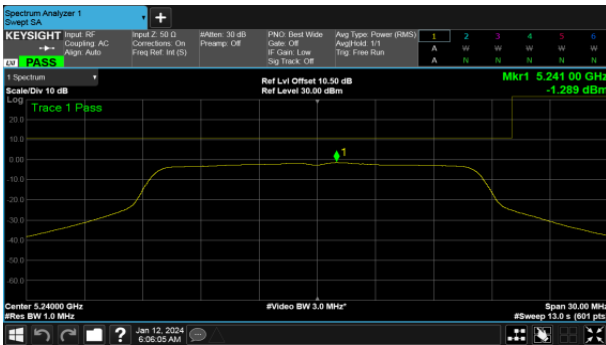 Spectrum Analyzer 1
Swept SA
+
KEYSIGHT
Input: RF
Coupling: AC
Align: Auto
Input Z: 50 Ω
Corrections: On
Freq Ref: Int (S)
#Atten: 30 dB
Preamp: Off
PNO: Best Wide
Gate: Off
IF Gain: Low
Sig Track: Off
Avg Type: Power (RMS)
Avg|Hold: 1/1
Trig: Free Run
1 2 3 4 5 6
A W W W W W
A N N N N N
LXI PASS
1 Spectrum
Scale/Div 10 dB
Ref Lvl Offset 10.50 dB
Ref Level 30.00 dBm
Mkr1 5.241 00 GHz
-1.289 dBm
Log
Trace 1 Pass
20.0
10.0
0.00
-10.0
-20.0
-30.0
-40.0
-50.0
-60.0
1
Center 5.24000 GHz
#Res BW 1.0 MHz
#Video BW 3.0 MHz*
Span 30.00 MHz
#Sweep 13.0 s (601 pts)
?
Jan 12, 2024
6:06:05 AM